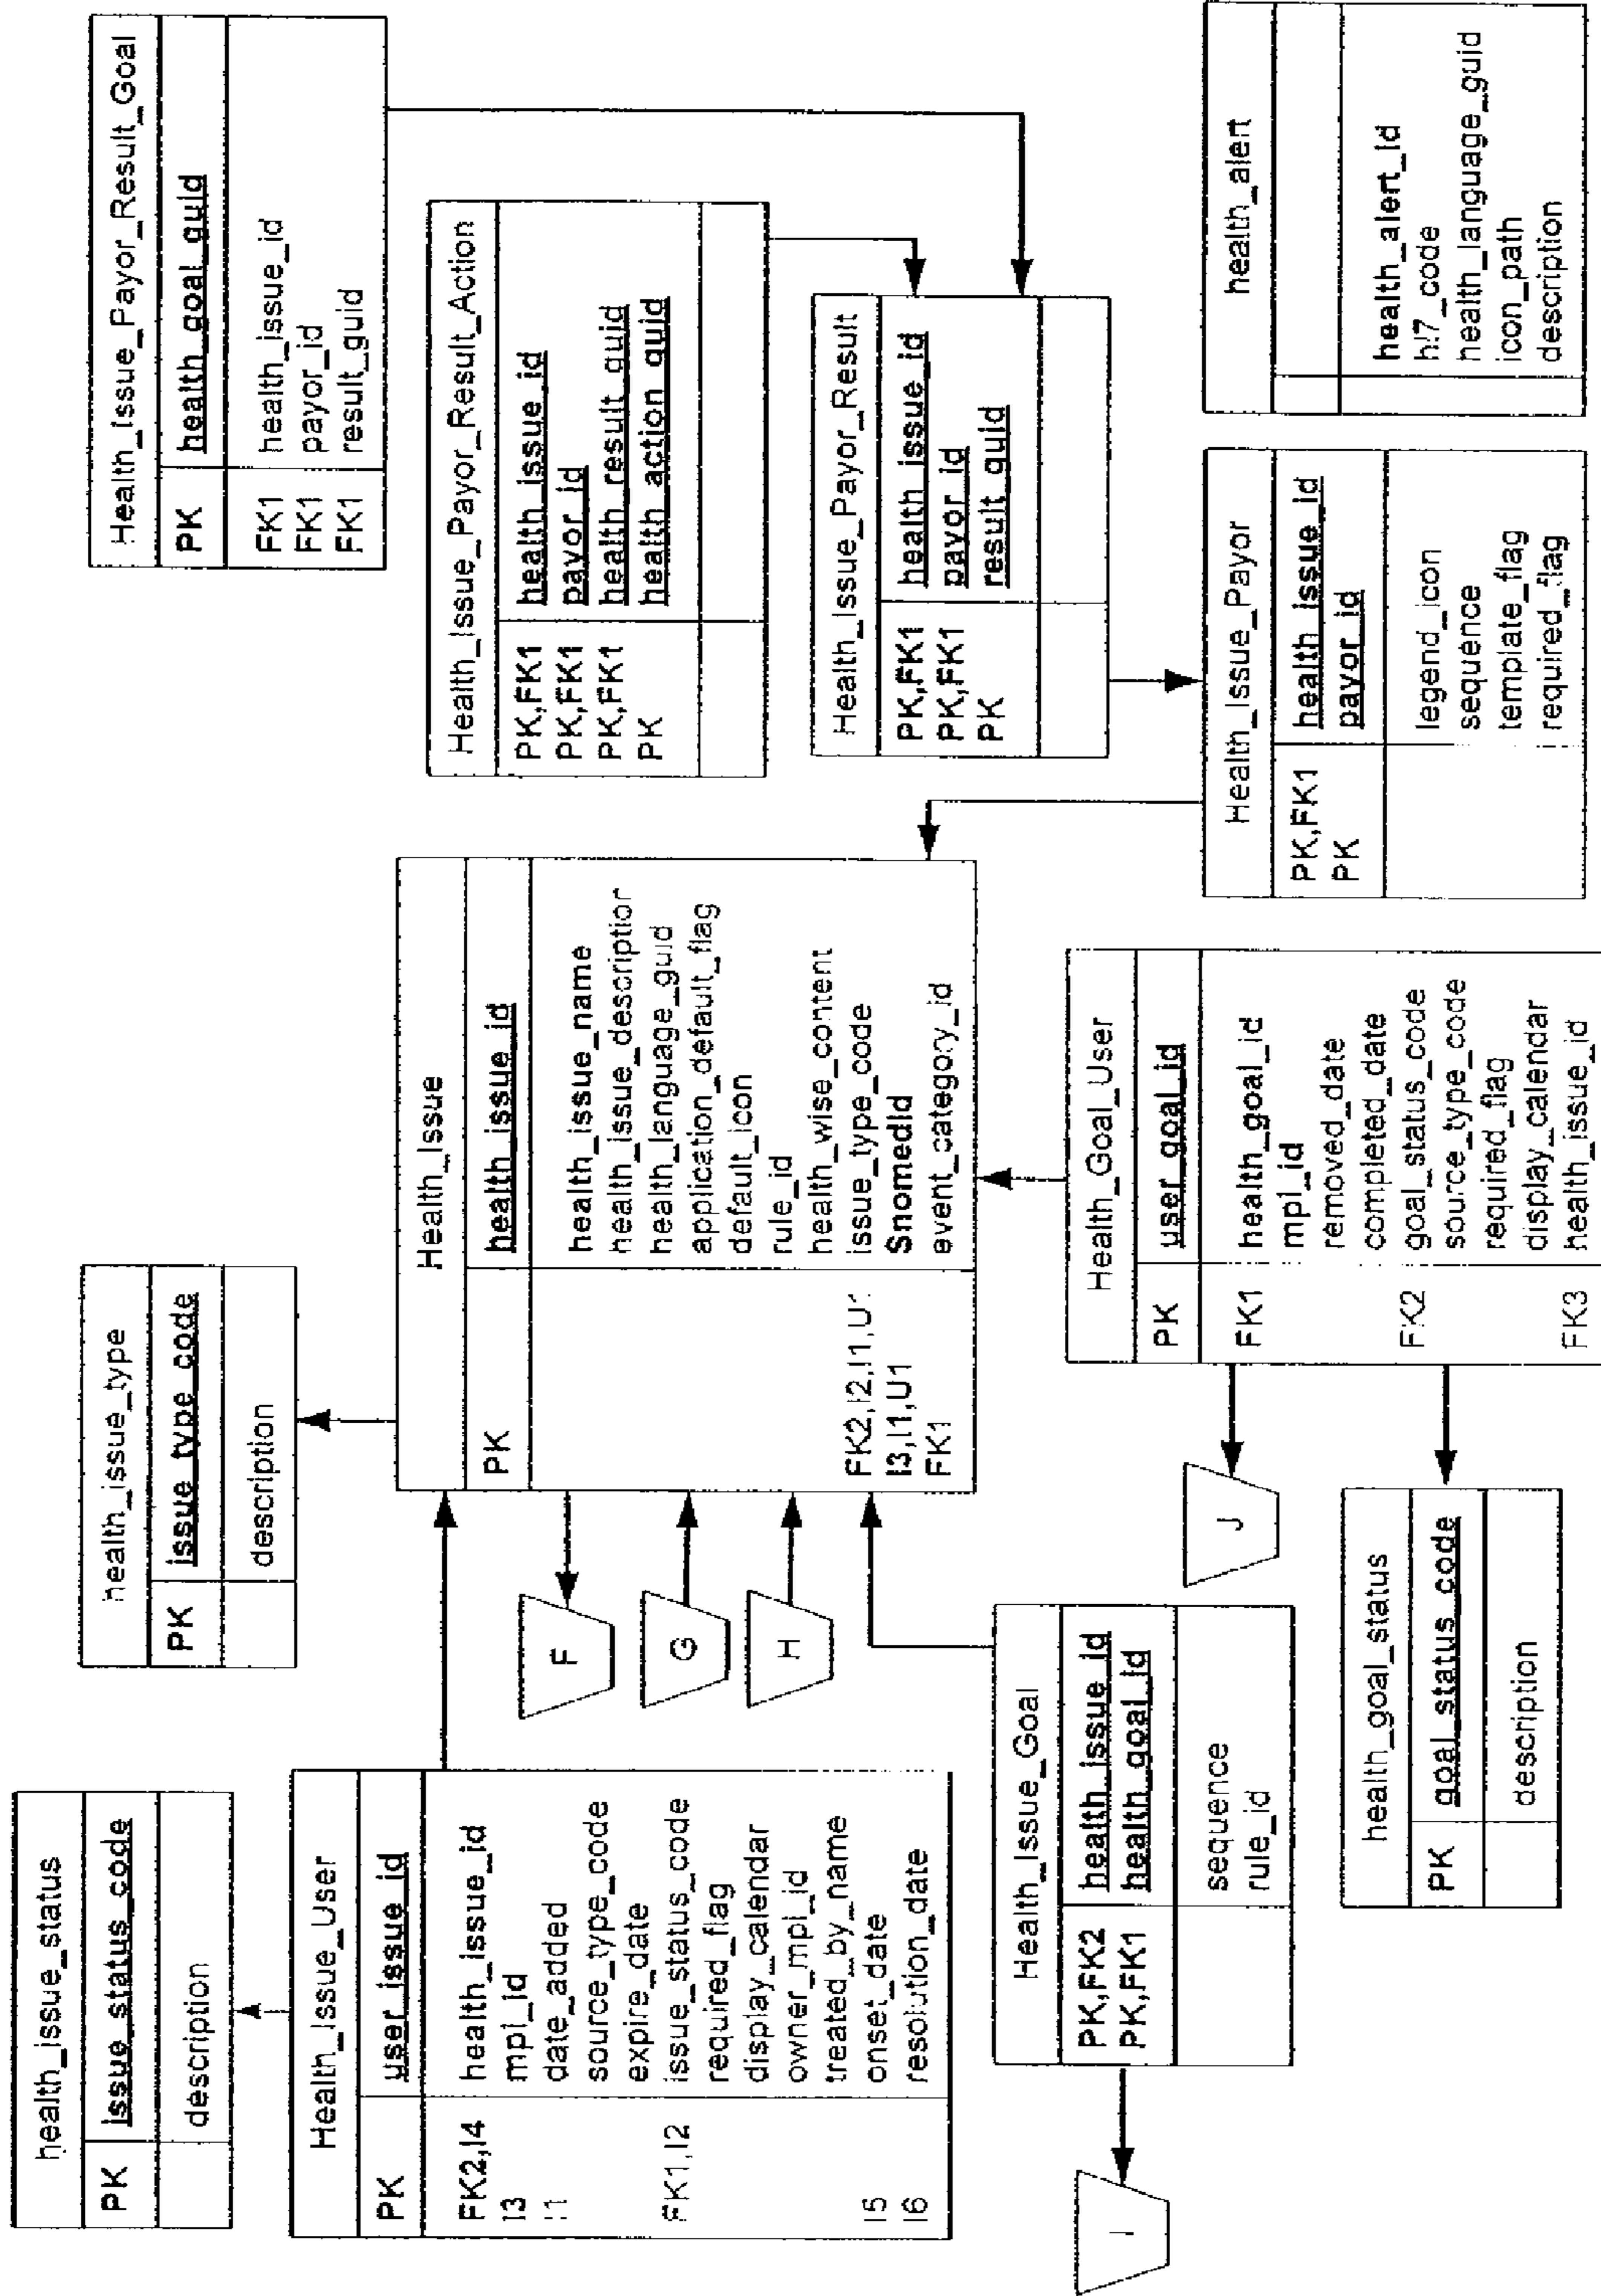 health_issue_status
PK issue_status_code
description
Health_Issue_User
PK user_issue_id
FK2,I4 health_issue_id
I3 mpl_id
I1 date_added
source_type_code
expire_date
FK1,I2 issue_status_code
required_flag
display_calendar
owner_mpl_id
treated_by_name
I5 onset_date
I6 resolution_date
health_issue_type
PK issue_type_code
description
F
G
H
Health_Issue
PK health_issue_id
health_issue_name
health_issue_description
health_language_guid
application_default_flag
default_icon
rule_id
health_wise_content
FK2,I2,I1,U1 issue_type_code
I3,I1,U1 SnomedId
FK1 event_category_id
Health_Issue_Payor_Result_Goal
PK health_goal_guid
FK1 health_issue_id
FK1 payor_id
FK1 result_guid
Health_Issue_Payor_Result_Action
PK,FK1 health_issue_id
PK,FK1 payor_id
PK,FK1 health_result_guid
PK health_action_guid
Health_Issue_Payor_Result
PK,FK1 health_issue_id
PK,FK1 payor_id
PK result_guid
I
Health_Issue_Goal
PK,FK2 health_issue_id
PK,FK1 health_goal_id
sequence
rule_id
J
health_goal_status
PK goal_status_code
description
Health_Goal_User
PK user_goal_id
FK1 health_goal_id
mpl_id
removed_date
completed_date
FK2 goal_status_code
source_type_code
required_flag
display_calendar
FK3 health_issue_id
Health_Issue_Payor
PK,FK1 health_issue_id
PK payor_id
legend_icon
sequence
template_flag
required_flag
health_alert
health_alert_id
hl7_code
health_language_guid
icon_path
description